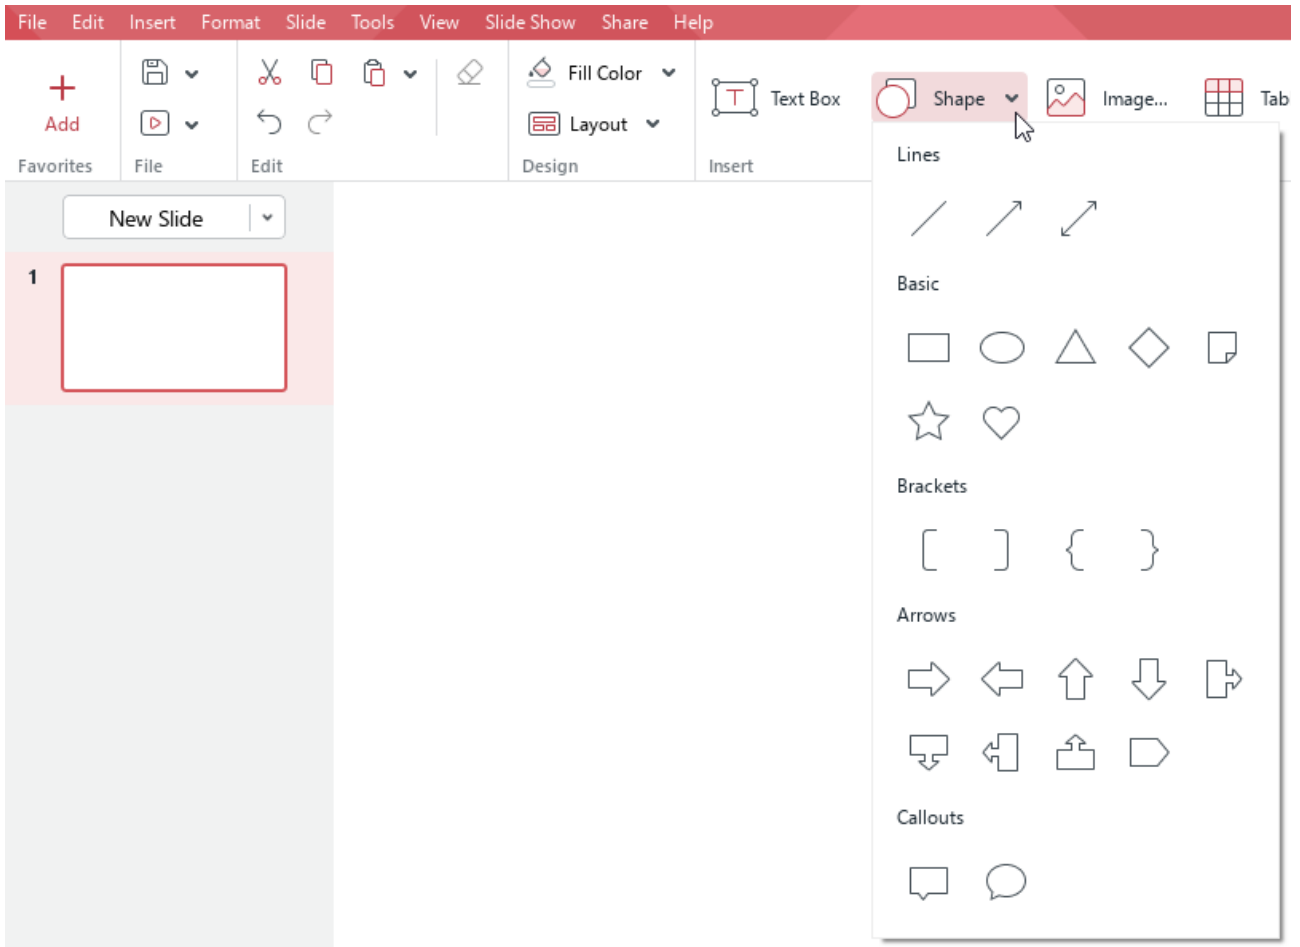 File Edit Insert Format Slide Tools View Slide Show Share Help
Fill Color
Text Box Shape Image... Tab
Add Layout
Favorites File Edit Design Insert
Lines
New Slide
1
Basic
Brackets
Arrows
Callouts